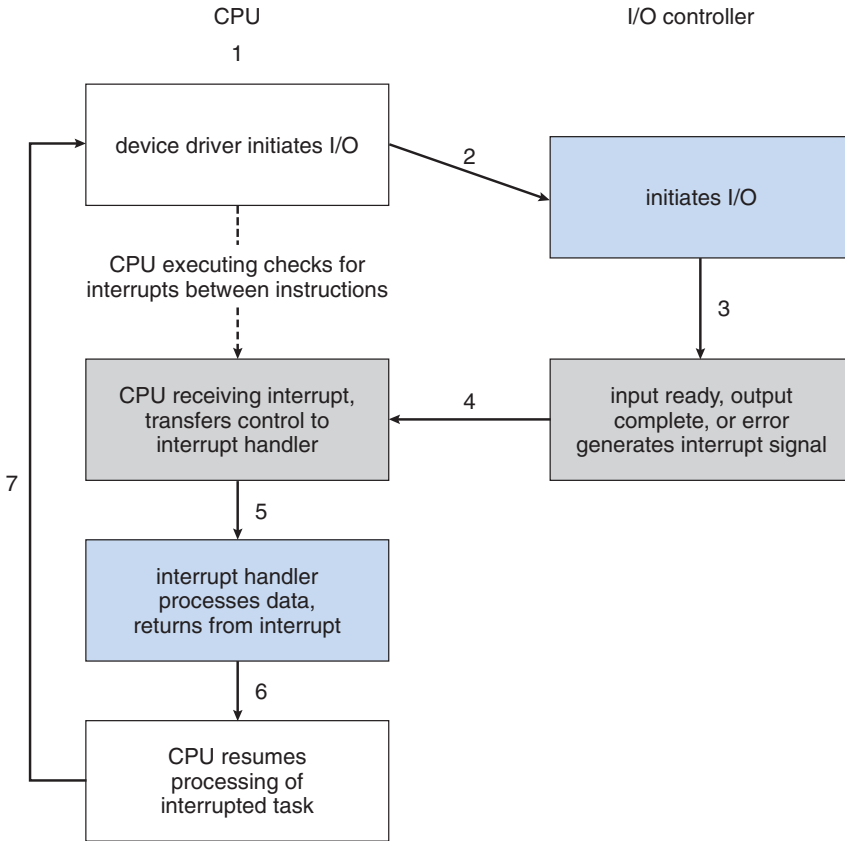 CPU
I/O controller
1
device driver initiates I/O
2
initiates I/O
CPU executing checks for
interrupts between instructions
3
CPU receiving interrupt,
transfers control to
interrupt handler
4
input ready, output
complete, or error
generates interrupt signal
7
5
interrupt handler
processes data,
returns from interrupt
6
CPU resumes
processing of
interrupted task